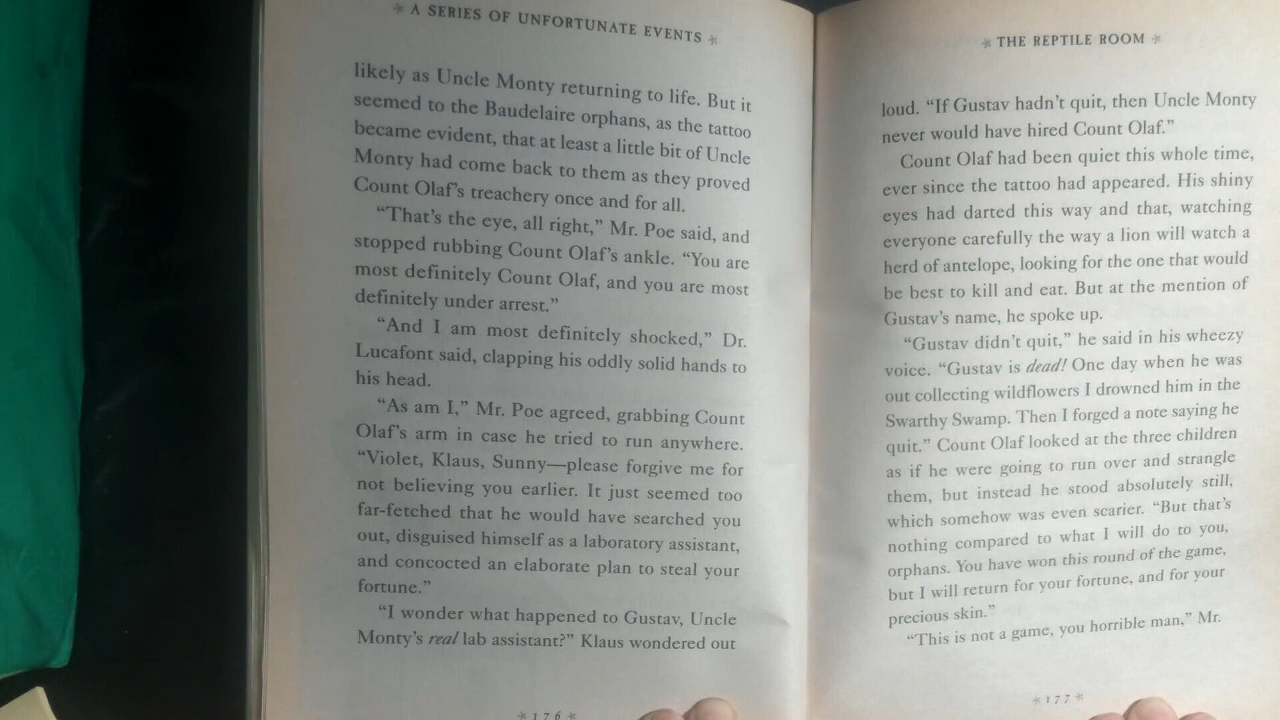 * A SERIES OF UNFORTUNATE EVENTS *
likely as Uncle Monty returning to life. But it
seemed to the Baudelaire orphans, as the tattoo
became evident, that at least a little bit of Uncle
Monty had come back to them as they proved
Count Olaf's treachery once and for all.
“That's the eye, all right,” Mr. Poe said, and
stopped rubbing Count Olaf's ankle. “You are
most definitely Count Olaf, and you are most
definitely under arrest.”
“And I am most definitely shocked,” Dr.
Lucafont said, clapping his oddly solid hands to
his head.
“As am I,” Mr. Poe agreed, grabbing Count
Olaf's arm in case he tried to run anywhere.
“Violet, Klaus, Sunny—please forgive me for
not believing you earlier. It just seemed too
far-fetched that he would have searched you
out, disguised himself as a laboratory assistant,
and concocted an elaborate plan to steal your
fortune.”
“I wonder what happened to Gustav, Uncle
Monty's real lab assistant?” Klaus wondered out
* 176 *
* THE REPTILE ROOM *
loud. “If Gustav hadn't quit, then Uncle Monty
never would have hired Count Olaf.”
Count Olaf had been quiet this whole time,
ever since the tattoo had appeared. His shiny
eyes had darted this way and that, watching
everyone carefully the way a lion will watch a
herd of antelope, looking for the one that would
be best to kill and eat. But at the mention of
Gustav's name, he spoke up.
“Gustav didn't quit,” he said in his wheezy
voice. “Gustav is dead! One day when he was
out collecting wildflowers I drowned him in the
Swarthy Swamp. Then I forged a note saying he
quit.” Count Olaf looked at the three children
as if he were going to run over and strangle
them, but instead he stood absolutely still,
which somehow was even scarier. “But that's
nothing compared to what I will do to you,
orphans. You have won this round of the game,
but I will return for your fortune, and for your
precious skin.”
“This is not a game, you horrible man,” Mr.
* 177 *